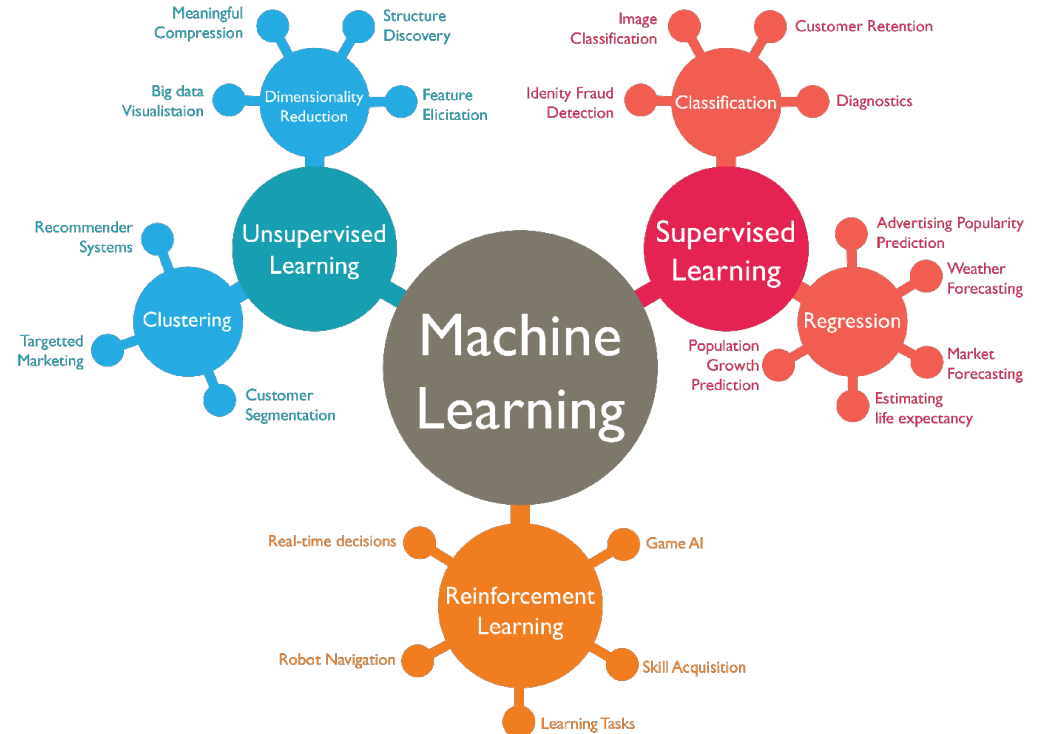 Meaningful
Compression
Structure
Discovery
Big data
Visualistaion
Dimensionality
Reduction
Feature
Elicitation
Recommender
Systems
Unsupervised
Learning
Clustering
Targetted
Marketing
Customer
Segmentation
Image
Classification
Customer Retention
Idenity Fraud
Detection
Classification
Diagnostics
Supervised
Learning
Advertising Popularity
Prediction
Weather
Forecasting
Regression
Population
Growth
Prediction
Market
Forecasting
Estimating
life expectancy
Machine
Learning
Real-time decisions
Game AI
Reinforcement
Learning
Robot Navigation
Skill Acquisition
Learning Tasks